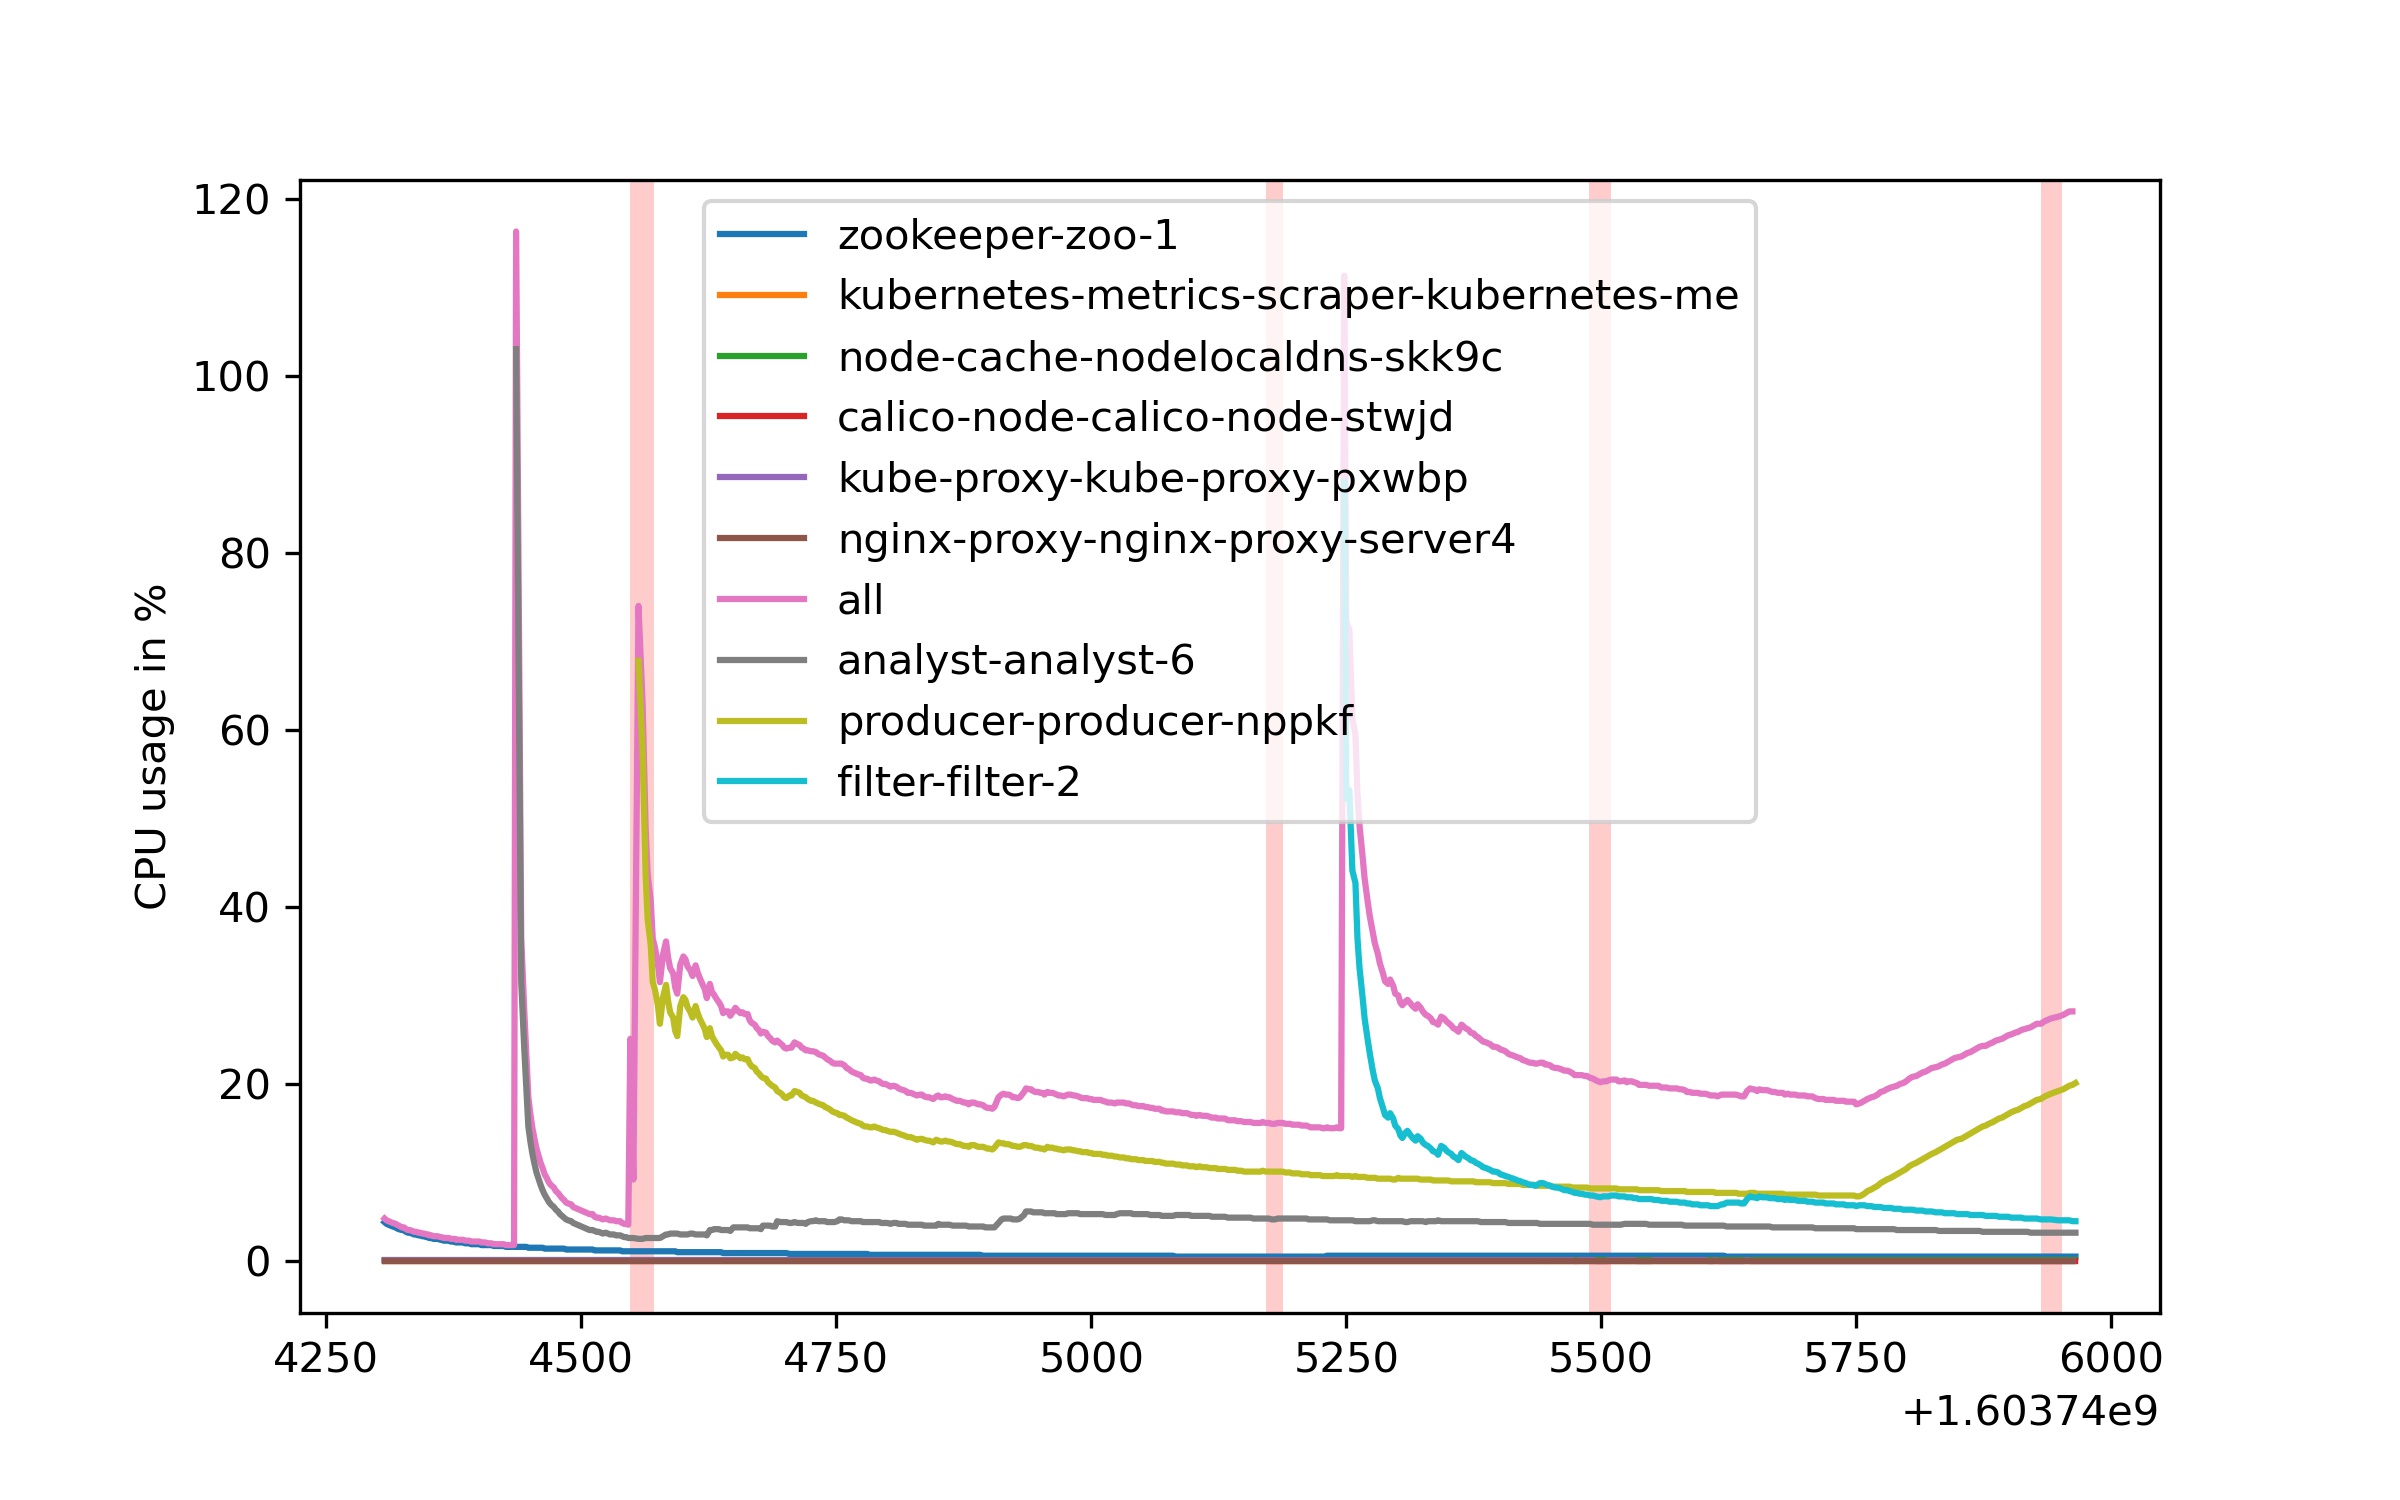 120
100
80
60
40
20
0
CPU usage in %
zookeeper-zoo-1
kubernetes-metrics-scraper-kubernetes-me
node-cache-nodelocaldns-skk9c
calico-node-calico-node-stwjd
kube-proxy-kube-proxy-pxwbp
nginx-proxy-nginx-proxy-server4
all
analyst-analyst-6
producer-producer-nppkf
filter-filter-2
4250 4500 4750 5000 5250 5500 5750 6000
+1.60374e9